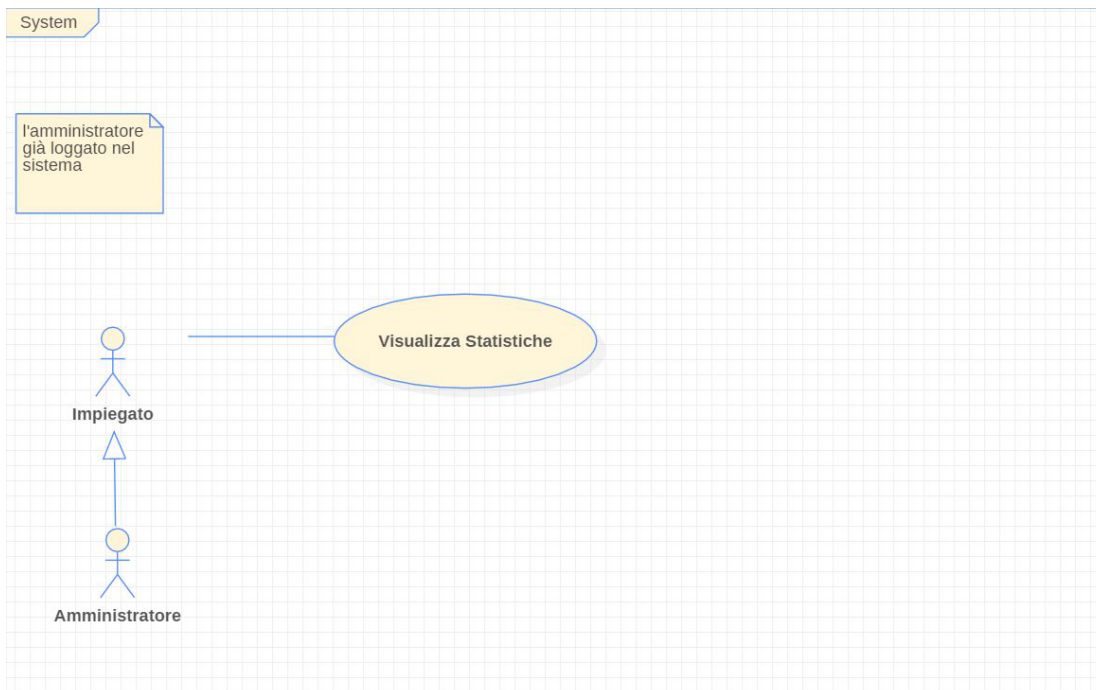 System
l'amministratore
già loggato nel
sistema
Visualizza Statistiche
Impiegato
Amministratore